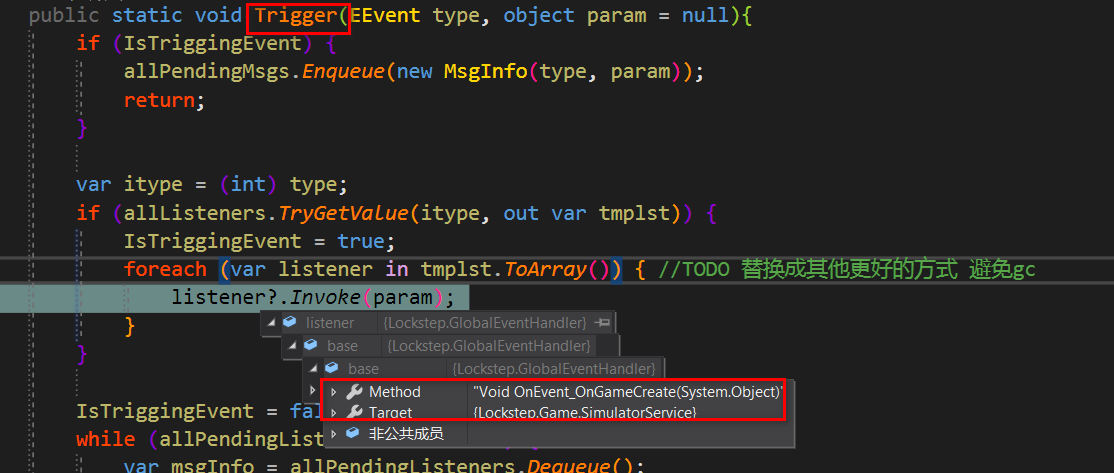 public static void Trigger(EEvent type, object param = null){
if (IsTriggingEvent) {
allPendingMsgs.Enqueue(new MsgInfo(type, param));
return;
}
var itype = (int) type;
if (allListeners.TryGetValue(itype, out var tmplst)) {
IsTriggingEvent = true;
foreach (var listener in tmplst.ToArray()) { //TODO 替换成其他更好的方式 避免gc
listener?.Invoke(param);
}
listener {Lockstep.GlobalEventHandler}
base {Lockstep.GlobalEventHandler}
}
base {Lockstep.GlobalEventHandler}
Method "Void OnEvent_OnGameCreate(System.Object)"
IsTriggingEvent = fal
Target {Lockstep.Game.SimulatorService}
while (allPendingList
非公共成员
{
var msgInfo = allPendingListeners.Dequeue();